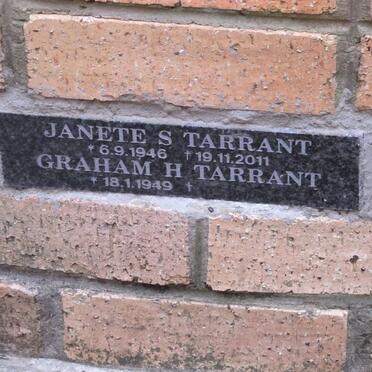 JANETE S TARRANT
* 6.9.1946 † 19.11.2011
GRAHAM H TARRANT
* 18.1.1949 †